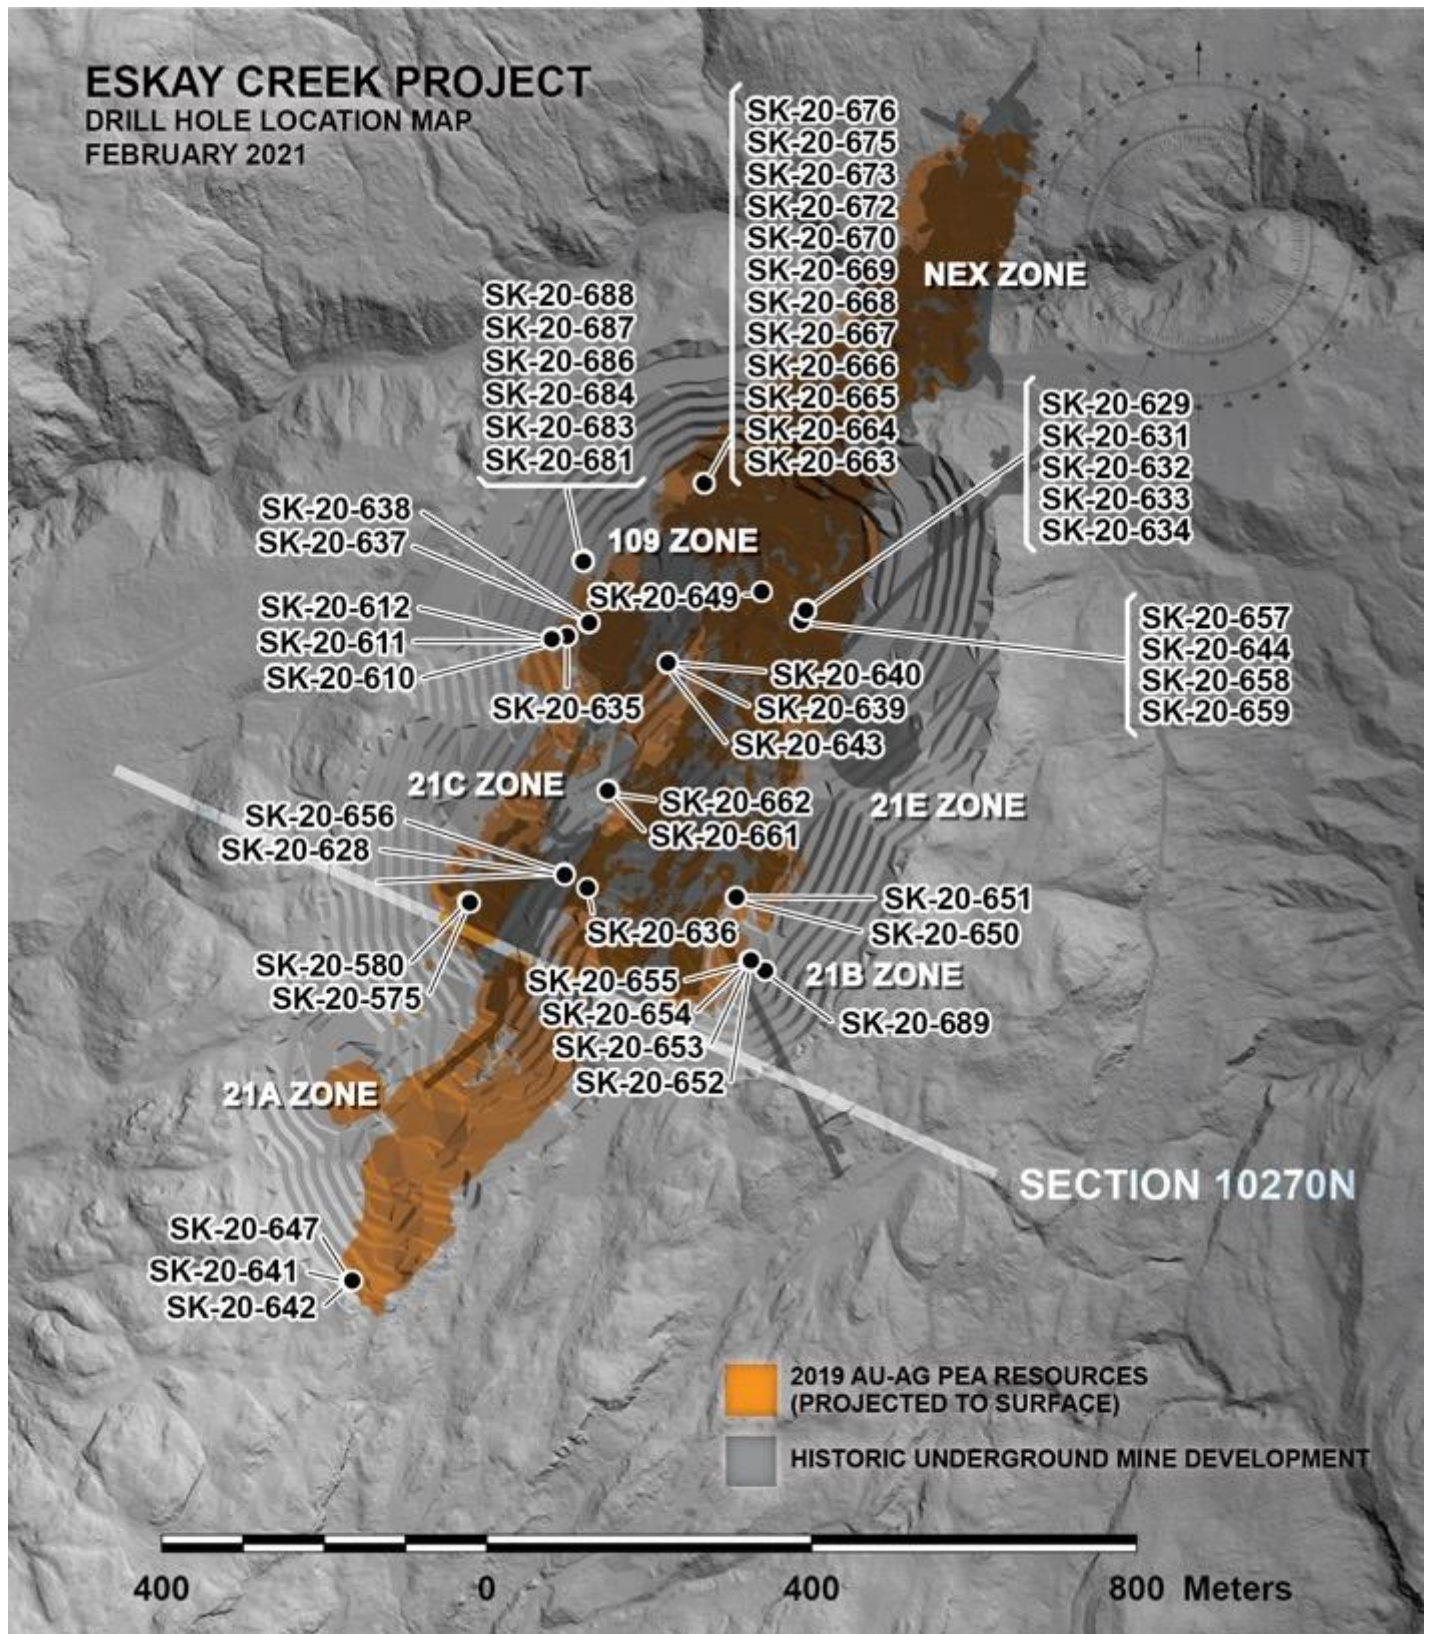 ESKAY CREEK PROJECT
DRILL HOLE LOCATION MAP
FEBRUARY 2021
SK-20-676
SK-20-675
SK-20-673
SK-20-672
SK-20-670
SK-20-669
SK-20-668
SK-20-667
SK-20-666
SK-20-665
SK-20-664
SK-20-663
NEX ZONE
SK-20-688
SK-20-687
SK-20-686
SK-20-684
SK-20-683
SK-20-681
SK-20-629
SK-20-631
SK-20-632
SK-20-633
SK-20-634
SK-20-638
SK-20-637
109 ZONE
SK-20-649
SK-20-612
SK-20-611
SK-20-610
SK-20-635
SK-20-657
SK-20-644
SK-20-658
SK-20-659
SK-20-640
SK-20-639
SK-20-643
21C ZONE
SK-20-662
SK-20-661
21E ZONE
SK-20-656
SK-20-628
SK-20-636
SK-20-651
SK-20-650
SK-20-580
SK-20-575
SK-20-655
SK-20-654
SK-20-653
SK-20-652
21B ZONE
SK-20-689
21A ZONE
SECTION 10270N
SK-20-647
SK-20-641
SK-20-642
2019 AU-AG PEA RESOURCES
(PROJECTED TO SURFACE)
HISTORIC UNDERGROUND MINE DEVELOPMENT
400 0 400 800 Meters